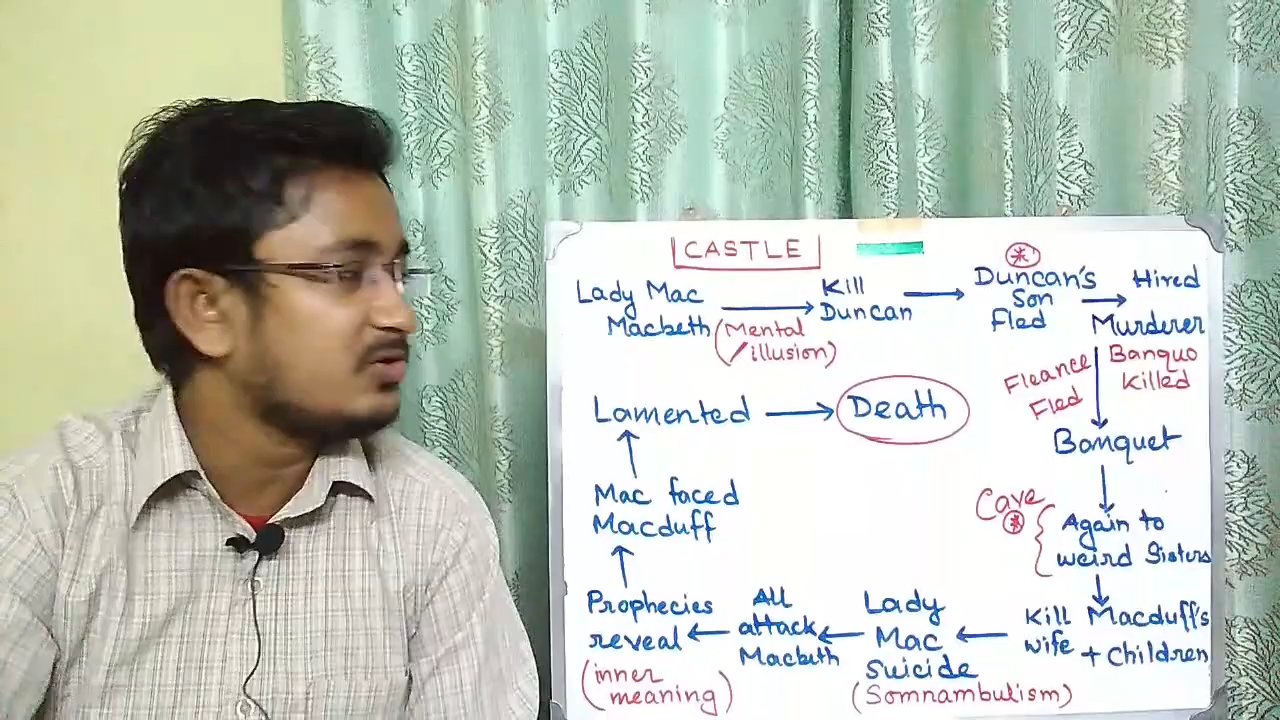 CASTLE
Lady Mac
Macbeth
(Mental
illusion)
Kill
Duncan
Duncan's
Son
Fled
Hired
Murderer
Banquo
Killed
Fleance
Fled
Banquet
Cave
Again to
weird Sisters
Kill Macduff's
wife + Children
Lady
Mac
suicide
(Somnambulism)
All
attack
Macbeth
Prophecies
reveal
(inner
meaning)
Mac faced
Macduff
Lamented
Death